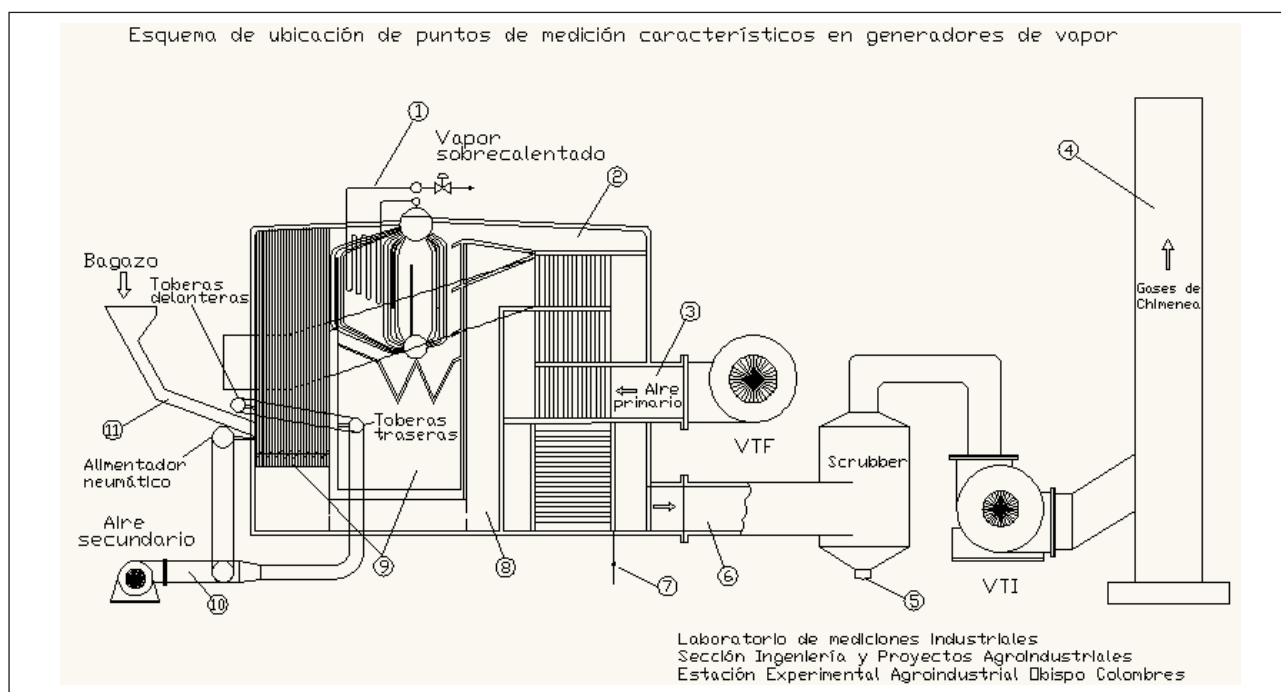 Esquema de ubicación de puntos de medición característicos en generadores de vapor
1
Vapor
sobrecalentado
2
4
Bagazo
Toberas
delanteras
Gases de
Chimenea
3
Aire
primario
11
Toberas
traseras
VTF
Scrubber
Alimentador
neumático
Aire
secundario
9
8
6
7
5
VTI
10
Laboratorio de mediciones Industriales
Sección Ingeniería y Proyectos Agroindustriales
Estación Experimental Agroindustrial Obispo Colombres